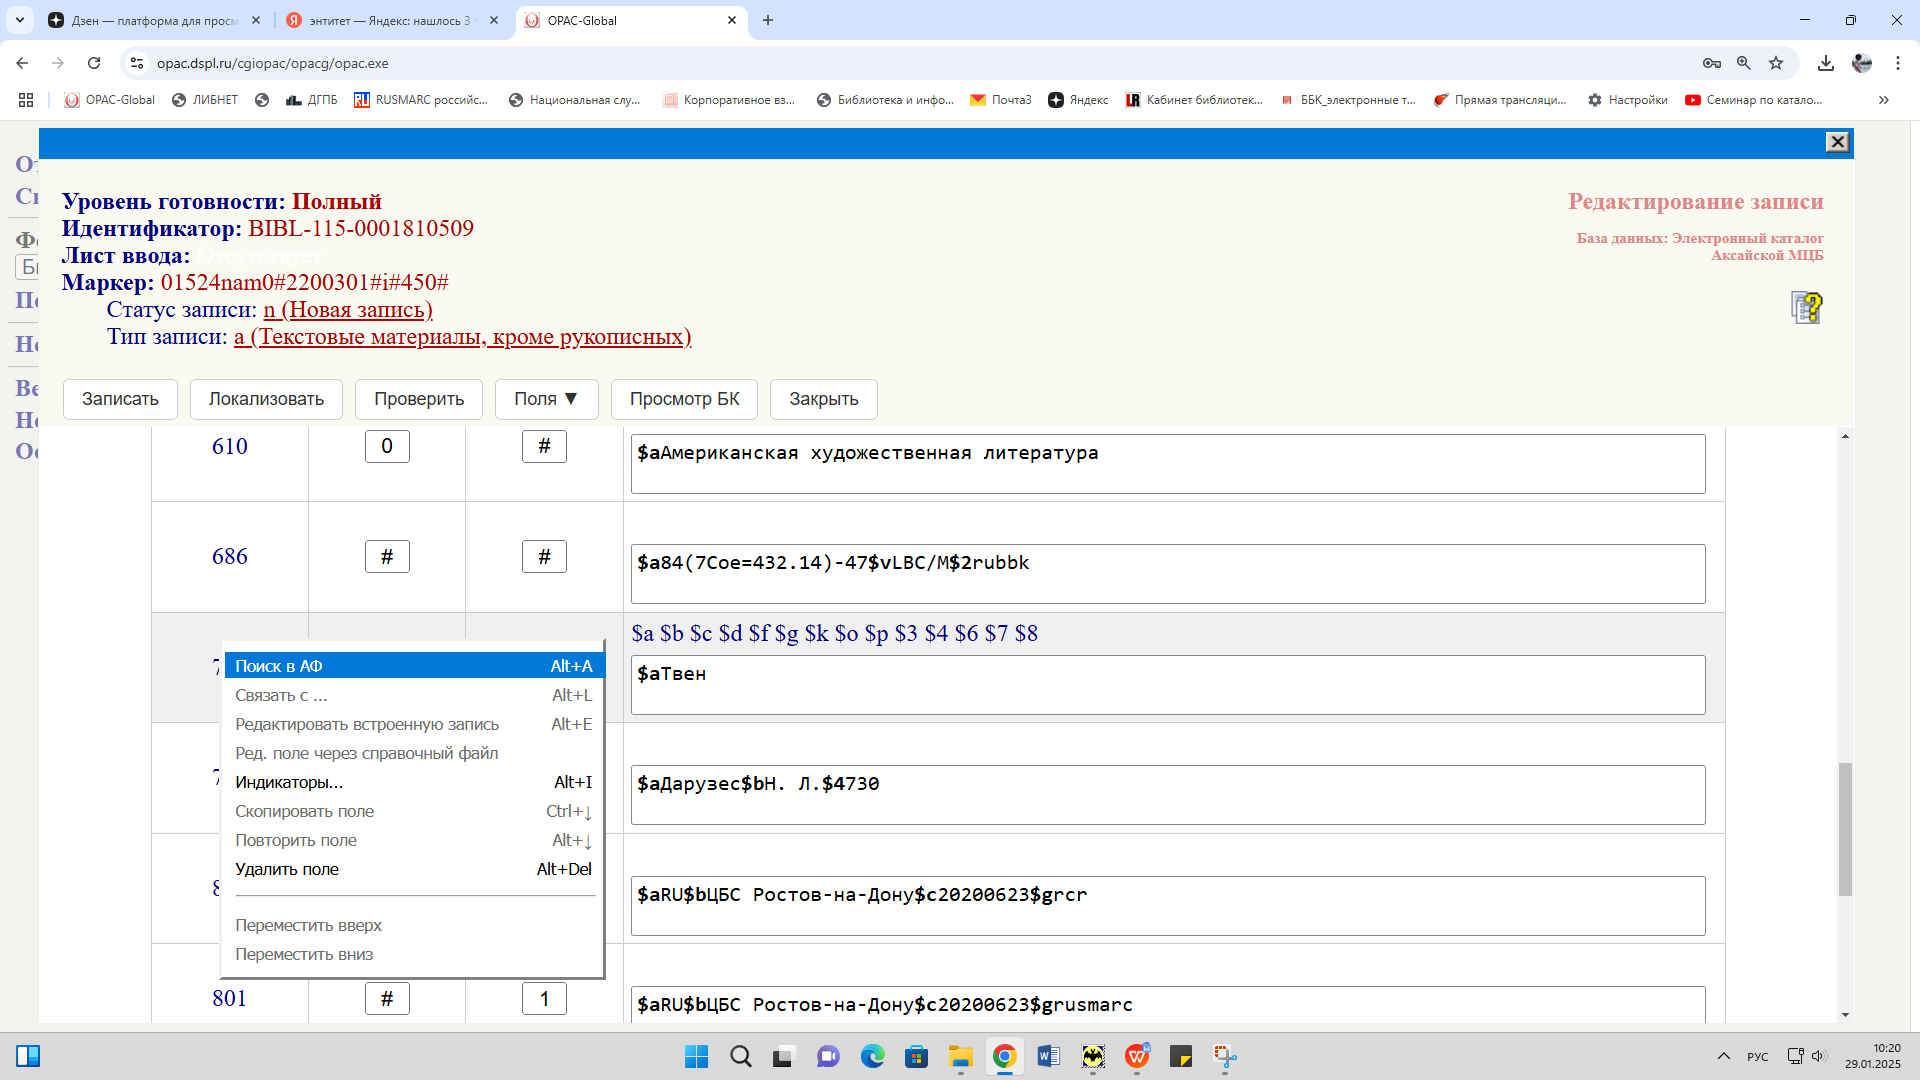 Дзен — платформа для просм
энтитет — Яндекс: нашлось 3 т
OPAC-Global
opac.dspl.ru/cgiopac/opacg/opac.exe
OPAC-Global
ЛИБНЕТ
ДГПБ
RUSMARC российс...
Национальная слу...
Корпоративное вз...
Библиотека и инфо...
Почта3
Яндекс
Кабинет библиотек...
ББК_электронные т...
Прямая трансляци...
Настройки
Семинар по катало...
Уровень готовности: Полный
Идентификатор: BIBL-115-0001810509
Лист ввода: Отсутствует
Маркер: 01524nam0#2200301#i#450#
Статус записи: n (Новая запись)
Тип записи: a (Текстовые материалы, кроме рукописных)
Редактирование записи
База данных: Электронный каталог
Аксайской МЦБ
Записать
Локализовать
Проверить
Поля ▼
Просмотр БК
Закрыть
610 0 # $aАмериканская художественная литература
686 # # $a84(7Сое=432.14)-47$vLBC/M$2rubbk
$a $b $c $d $f $g $k $o $p $3 $4 $6 $7 $8
$aТвен
$aДарузес$bН. Л.$4730
$aRU$bЦБС Ростов-на-Дону$c20200623$grcr
801 # 1 $aRU$bЦБС Ростов-на-Дону$c20200623$grusmarc
Поиск в АФ Alt+A
Связать с ... Alt+L
Редактировать встроенную запись Alt+E
Ред. поле через справочный файл
Индикаторы... Alt+I
Скопировать поле Ctrl+↓
Повторить поле Alt+↓
Удалить поле Alt+Del
Переместить вверх
Переместить вниз
РУС
10:20
29.01.2025